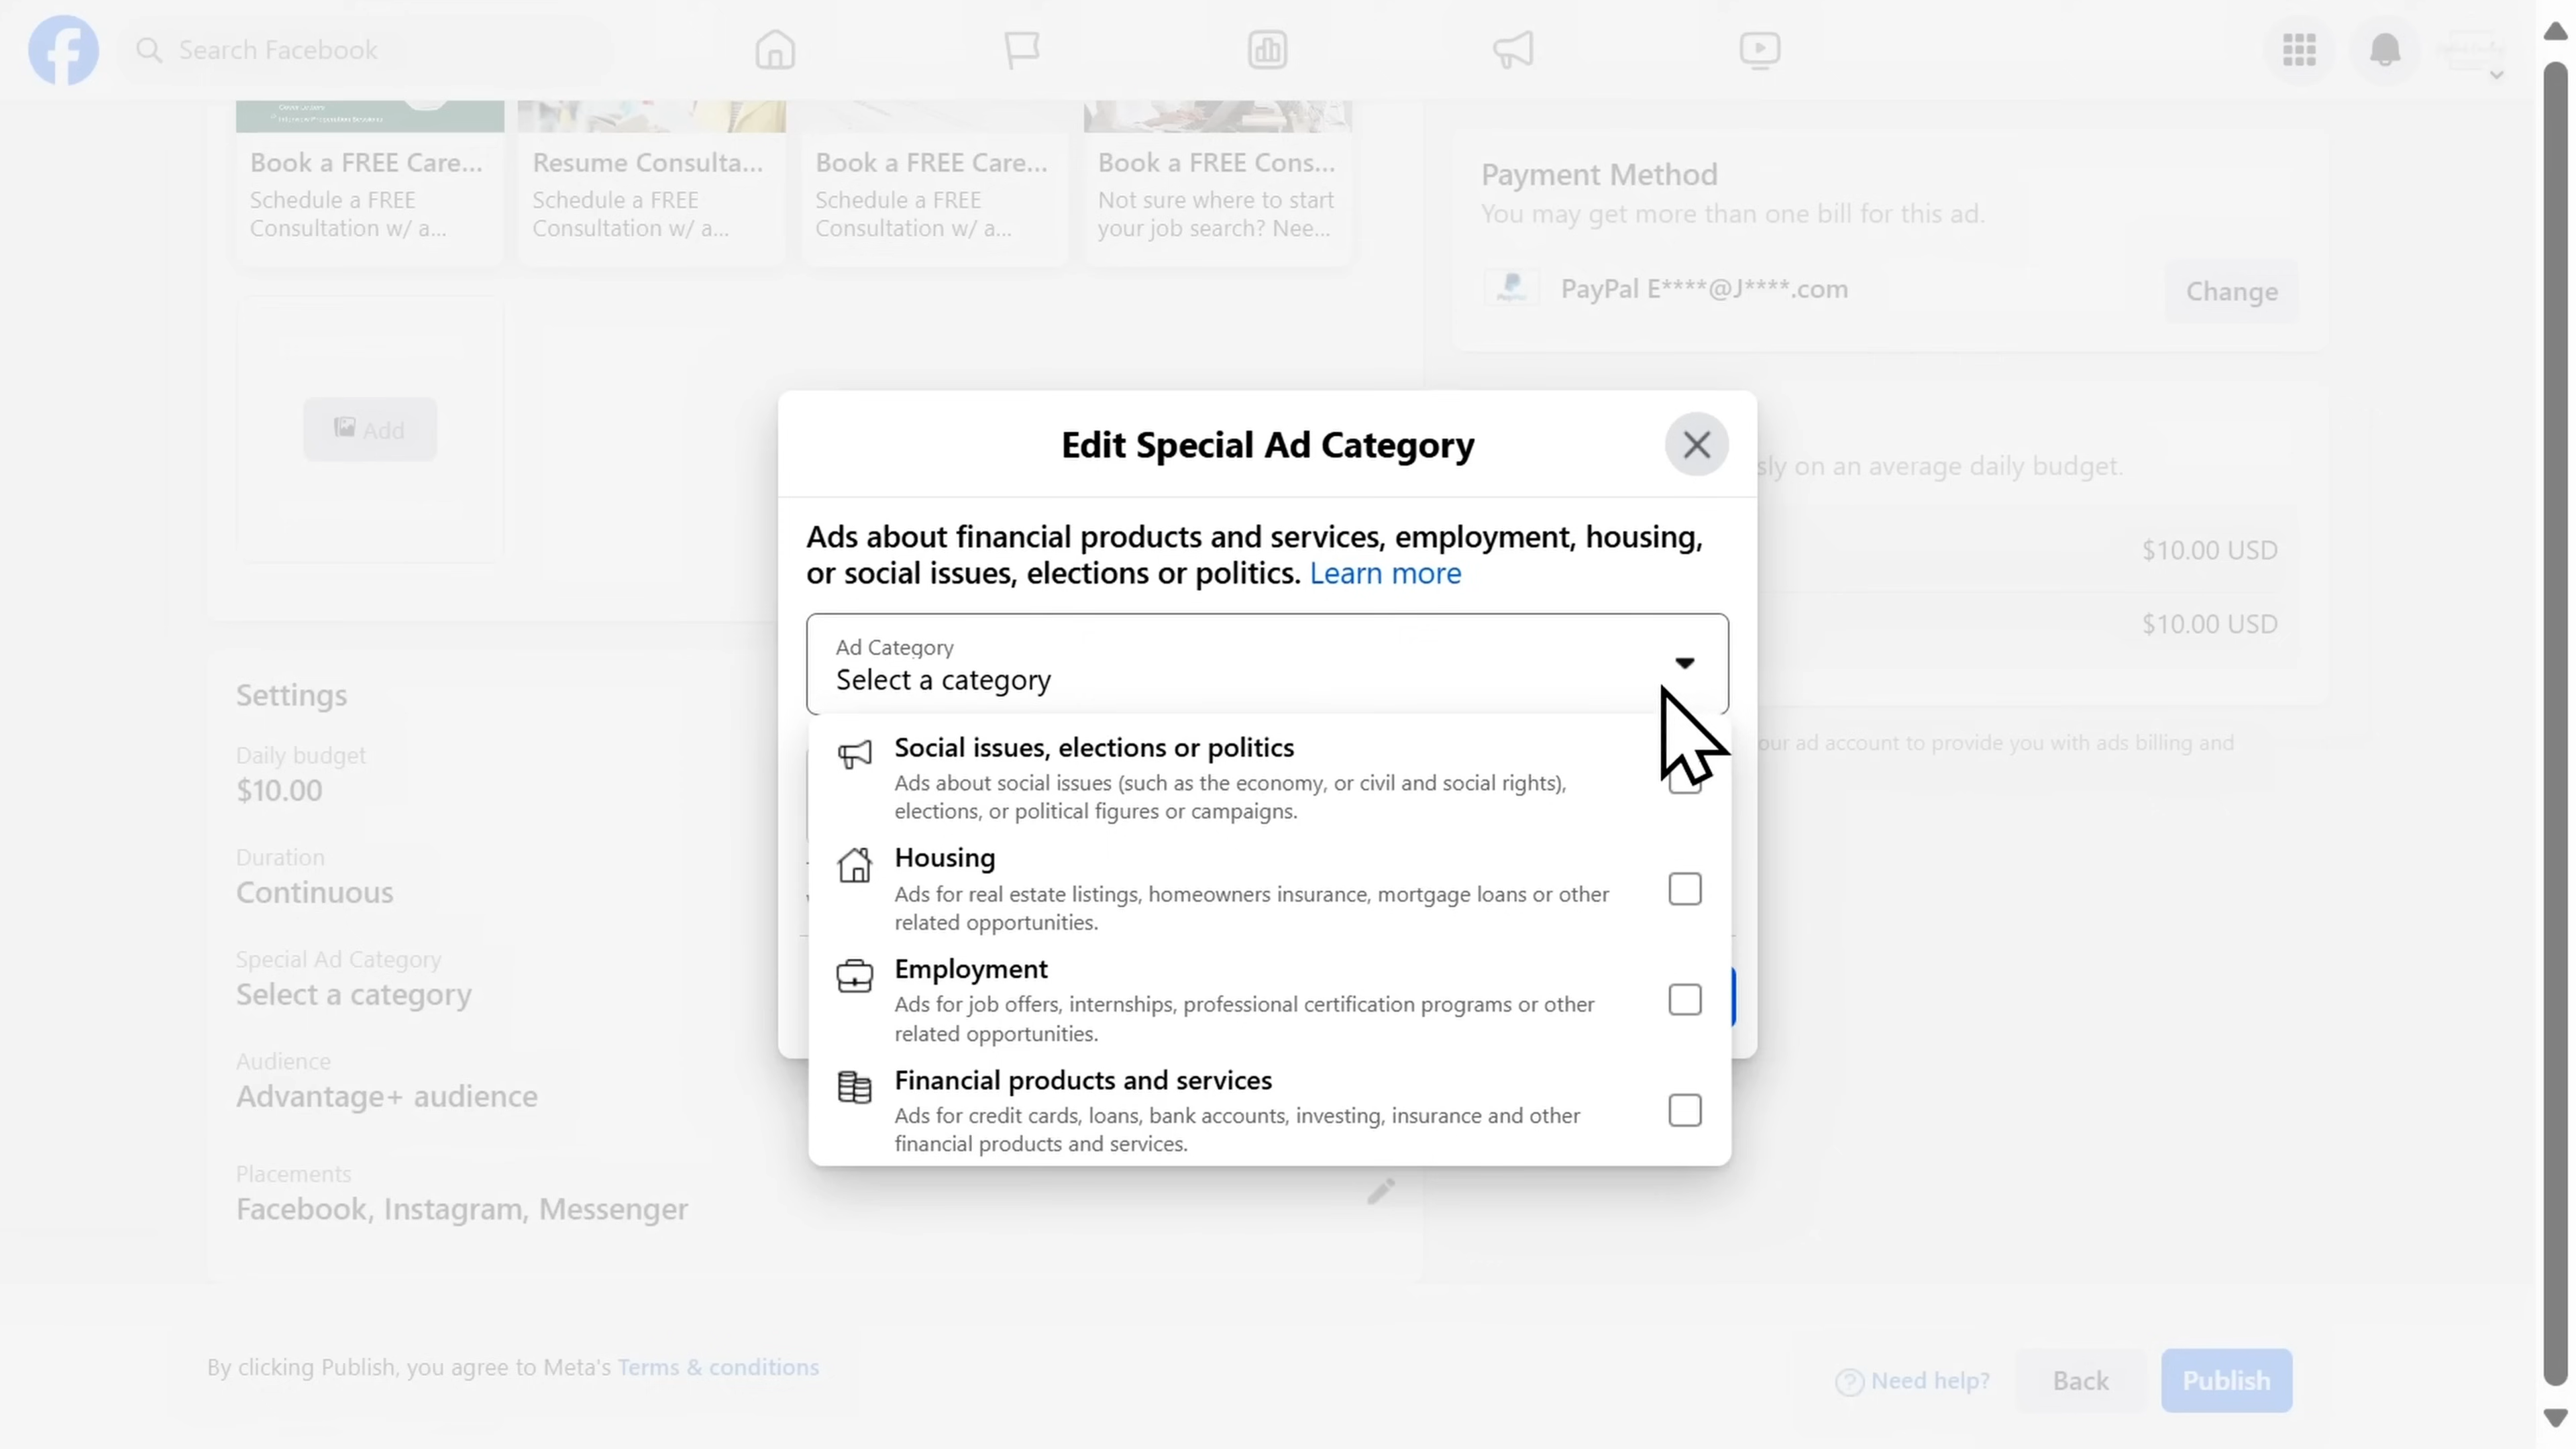 Search Facebook
Book a FREE Care...
Schedule a FREE
Consultation w/ a...
Resume Consulta...
Schedule a FREE
Consultation w/ a...
Book a FREE Care...
Schedule a FREE
Consultation w/ a...
Book a FREE Cons...
Not sure where to start
your job search? Nee...
Add
Payment Method
You may get more than one bill for this ad.
PayPal E****@J****.com
Change
sly on an average daily budget.
$10.00 USD
$10.00 USD
our ad account to provide you with ads billing and
Edit Special Ad Category
Ads about financial products and services, employment, housing,
or social issues, elections or politics. Learn more
Ad Category
Select a category
Social issues, elections or politics
Ads about social issues (such as the economy, or civil and social rights),
elections, or political figures or campaigns.
Housing
Ads for real estate listings, homeowners insurance, mortgage loans or other
related opportunities.
Employment
Ads for job offers, internships, professional certification programs or other
related opportunities.
Financial products and services
Ads for credit cards, loans, bank accounts, investing, insurance and other
financial products and services.
Settings
Daily budget
$10.00
Duration
Continuous
Special Ad Category
Select a category
Audience
Advantage+ audience
Placements
Facebook, Instagram, Messenger
By clicking Publish, you agree to Meta's Terms & conditions
Need help?
Back
Publish